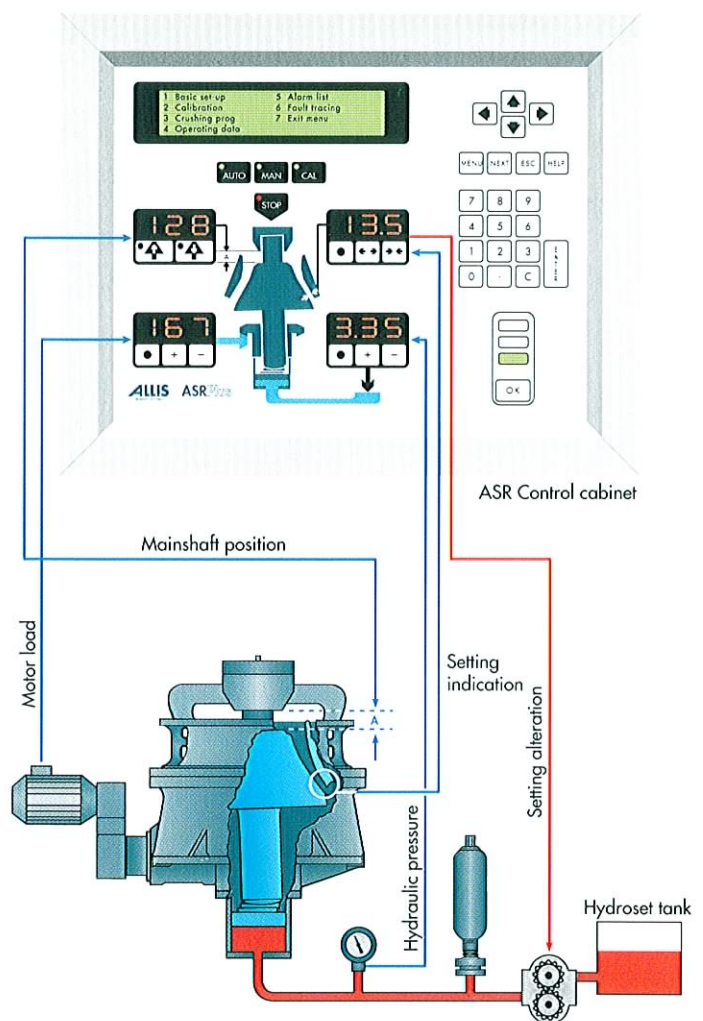 1 Basic set-up 5 Alarm list
2 Calibration 6 Fault tracing
3 Crushing prog 7 Exit menu
4 Operating data
AUTO MAN CAL
STOP
MENU NEXT ESC HELP
7 8 9
4 5 6
1 2 3
0 . C
ENTER
128
13.5
A
167
+ -
3.35
+ -
OK
ALLIS ASRPlus
ASR Control cabinet
Mainshaft position
Motor load
Setting
indication
A
Setting alteration
Hydraulic pressure
Hydroset tank